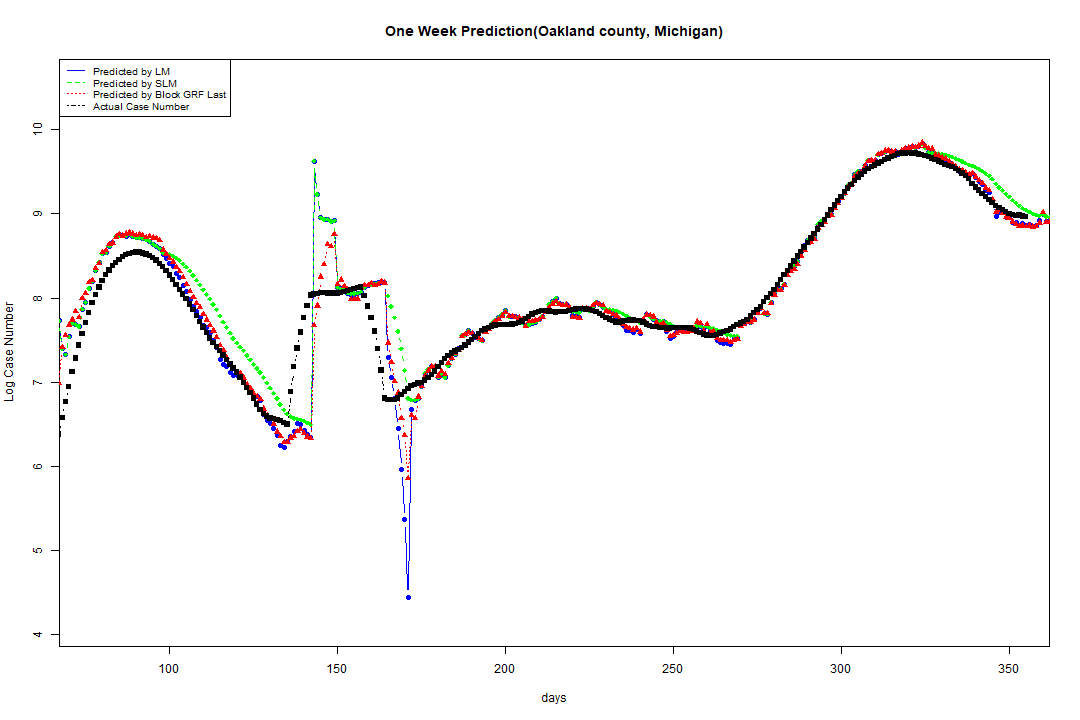 One Week Prediction(Oakland county, Michigan)
Predicted by LM
Predicted by SLM
Predicted by Block GRF Last
Actual Case Number
10
9
8
7
6
5
4
Log Case Number
100 150 200 250 300 350
days